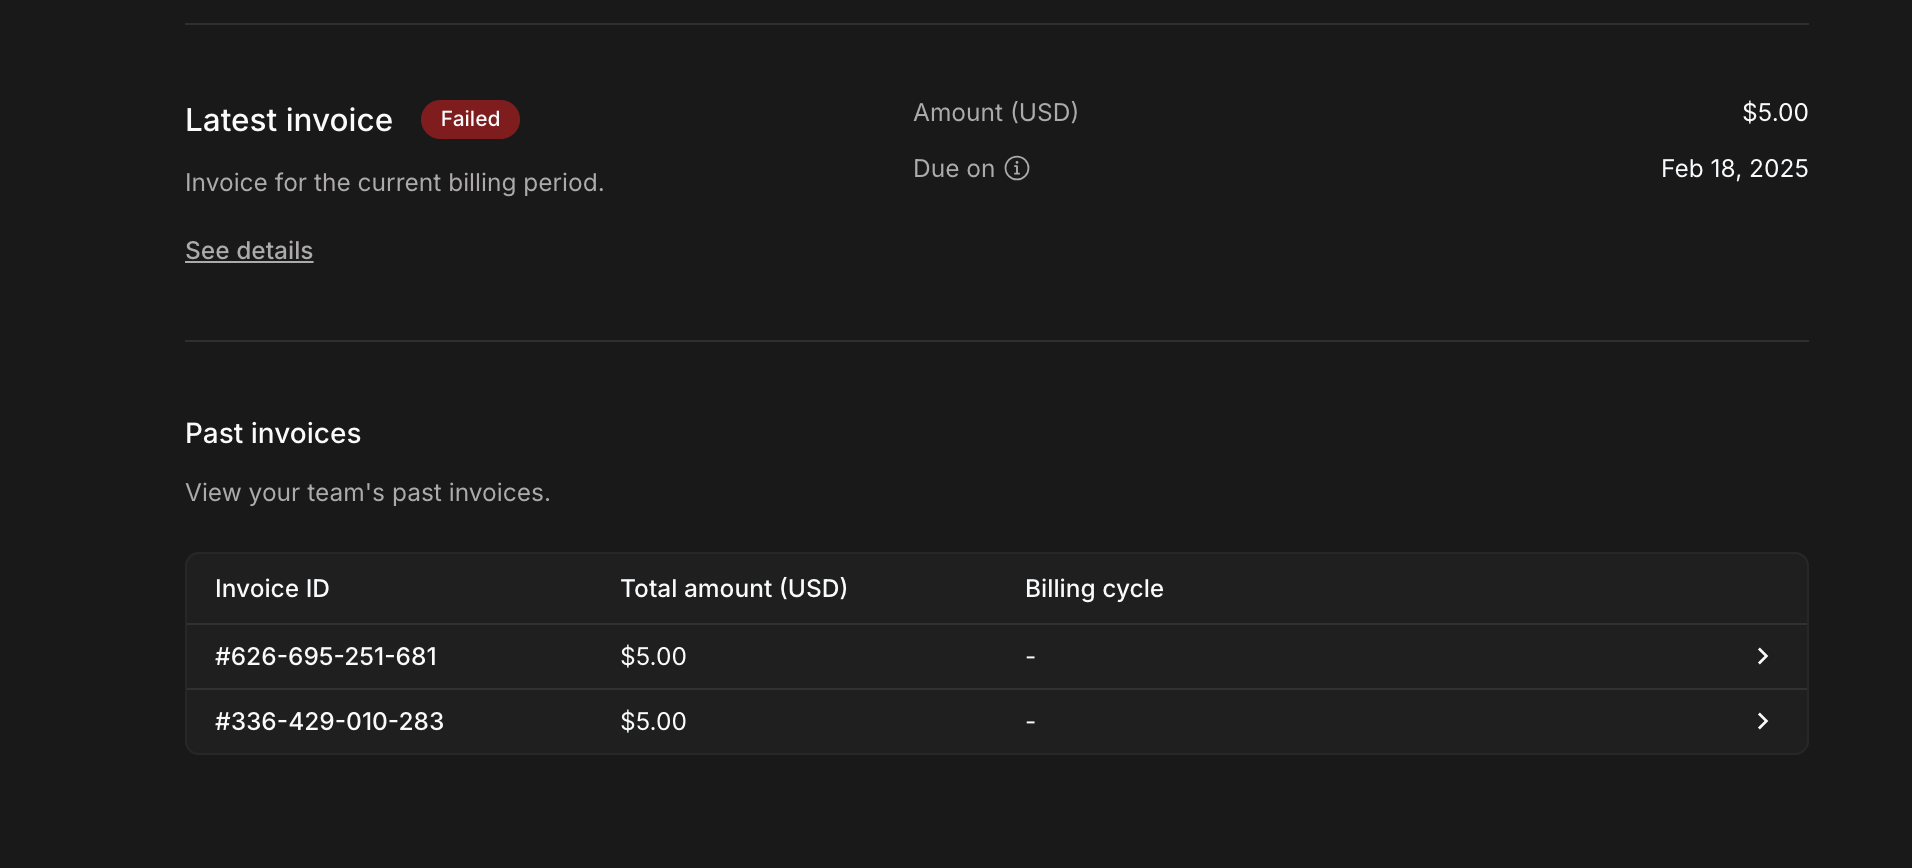 Latest invoice Failed
Invoice for the current billing period.
See details
Amount (USD) $5.00
Due on Feb 18, 2025
Past invoices
View your team's past invoices.
Invoice ID Total amount (USD) Billing cycle
#626-695-251-681 $5.00 -
#336-429-010-283 $5.00 -